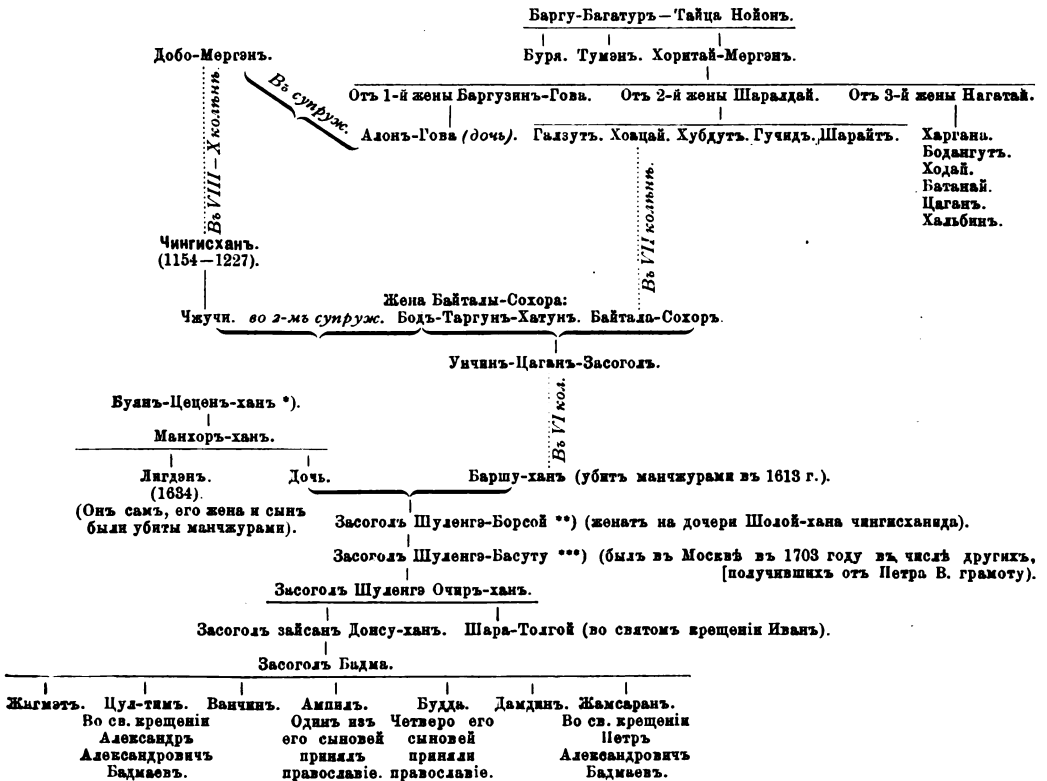 Баргу-Багатуръ—Тайца Нойонъ.
Добо-Мергэнъ.
Буря. Тумэнъ. Хоритай-Мергэнъ.
Въ супруж.
Отъ 1-й жены Баргузинъ-Гова. Отъ 2-й жены Шаралдай. Отъ 3-й жены Нагатай.
Алонъ-Гова (дочь). Галзутъ. Хоацай. Хубдутъ. Гучидъ. Шарайтъ. Харгана.
Бодангутъ.
Ходай.
Батанай.
Цаганъ.
Хальбинъ.
Въ VIII—X колѣнѣ.
Въ VII колѣнѣ.
Чингисханъ.
(1154—1227).
Жена Байталы-Сохора:
Чжучи. во 2-мъ супруж. Бодъ-Таргунъ-Хатунъ. Байтала-Сохоръ.
Унчинъ-Цаганъ-Засоголъ.
Въ VI кол.
Буянъ-Цеценъ-ханъ *).
Манхоръ-ханъ.
Лигдэнъ.
(1634).
(Онъ самъ, его жена и сынъ
были убиты манчжурами).
Дочь.
Баршу-ханъ (убитъ манчжурами въ 1613 г.).
Засоголъ Шуленгэ-Борсой **) (женатъ на дочери Шолой-хана чингисханида).
Засоголъ Шуленгэ-Басуту ***) (былъ въ Москвѣ въ 1703 году въ числѣ другихъ,
[получившихъ отъ Петра В. грамоту).
Засоголъ Шуленгэ Очиръ-ханъ.
Засоголъ зайсанъ Донсу-ханъ. Шара-Толгой (во святомъ крещеніи Иванъ).
Засоголъ Бадма.
Жигмэтъ. Цул-тимъ. Ванчинъ. Ампилъ. Будда. Дамдинъ. Жамсаранъ.
Во св. крещеніи
Александръ
Александровичъ
Бадмаевъ.
Одинъ изъ
его сыновей
принялъ
православіе.
Четверо его
сыновей
приняли
православіе.
Во св. крещеніи
Петръ
Александровичъ
Бадмаевъ.